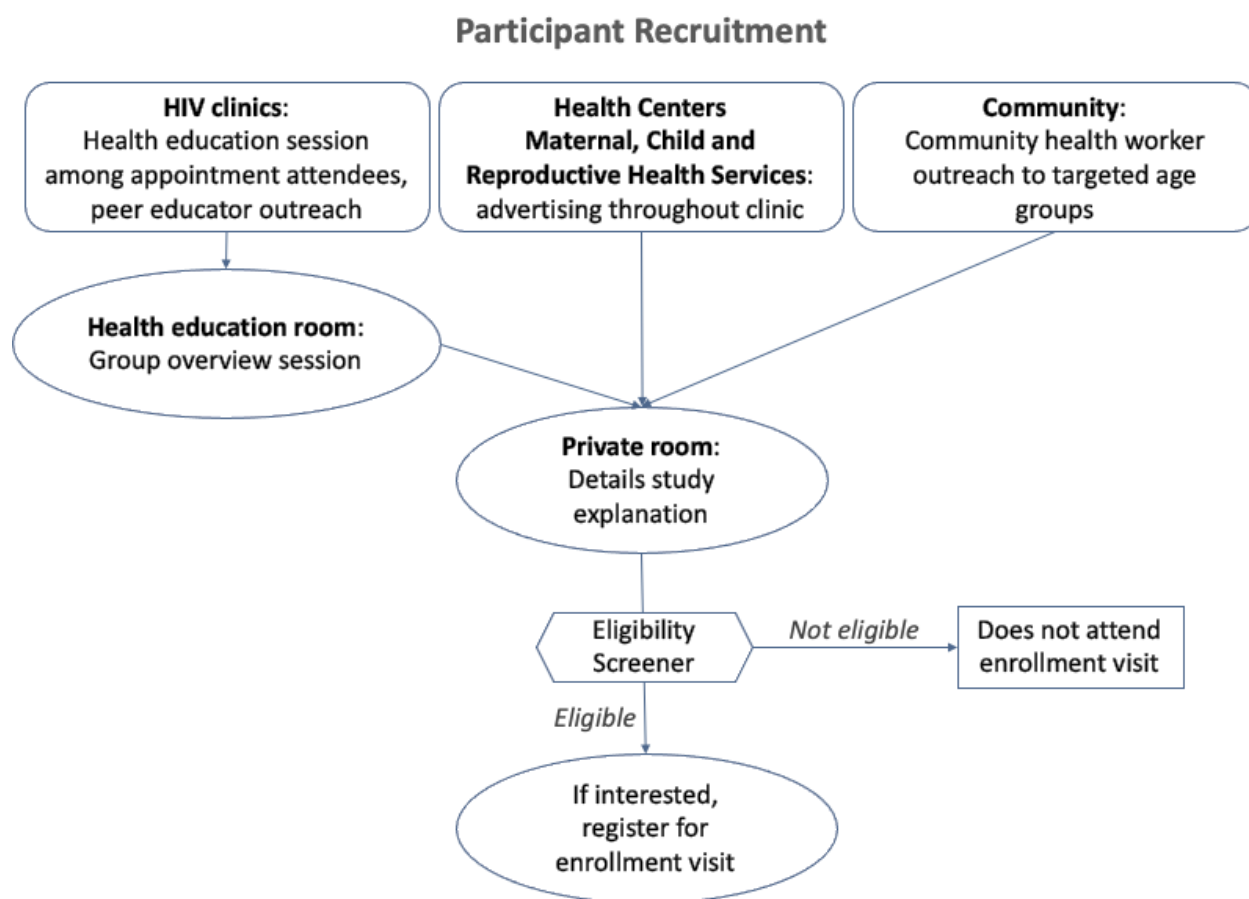 Participant Recruitment
HIV clinics:
Health education session
among appointment attendees,
peer educator outreach
Health Centers
Maternal, Child and
Reproductive Health Services:
advertising throughout clinic
Community:
Community health worker
outreach to targeted age
groups
Health education room:
Group overview session
Private room:
Details study
explanation
Eligibility
Screener
Not eligible
Does not attend
enrollment visit
Eligible
If interested,
register for
enrollment visit